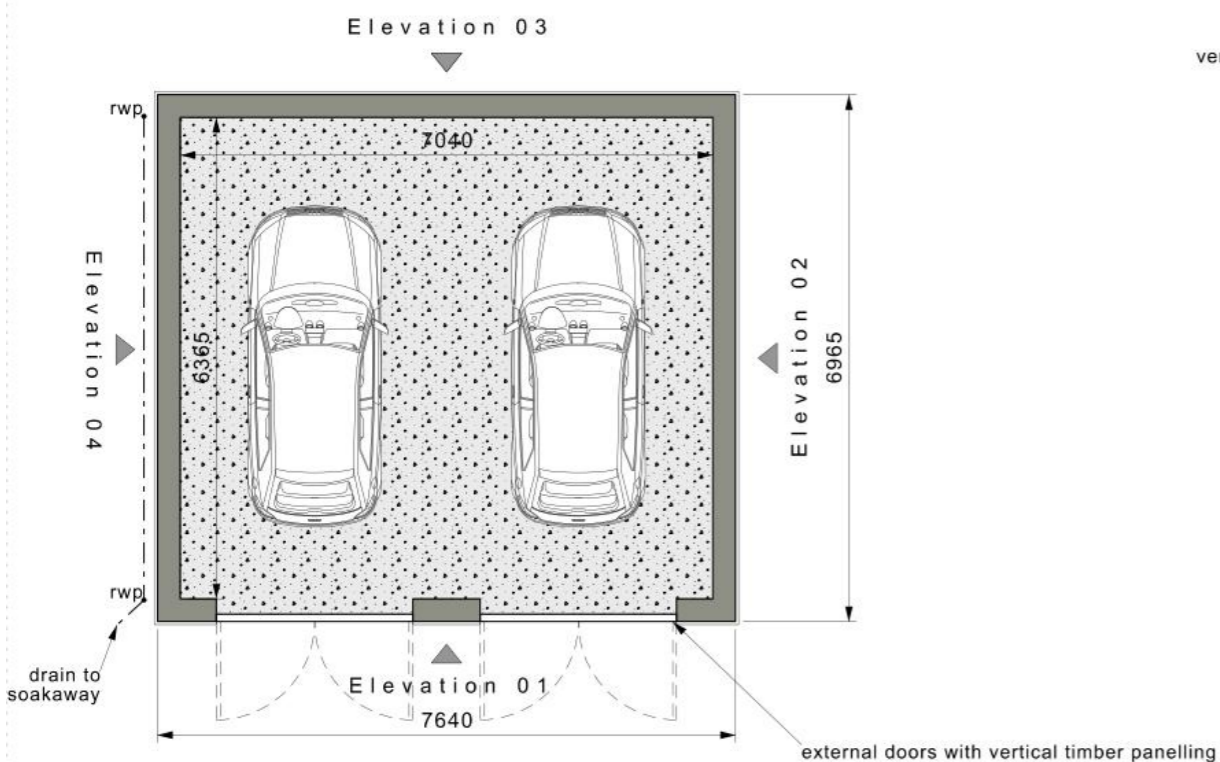 Elevation 03
ver
rwp
7040
Elevation 04
6365
Elevation 02
6965
rwp
drain to
soakaway
Elevation 01
7640
external doors with vertical timber panelling